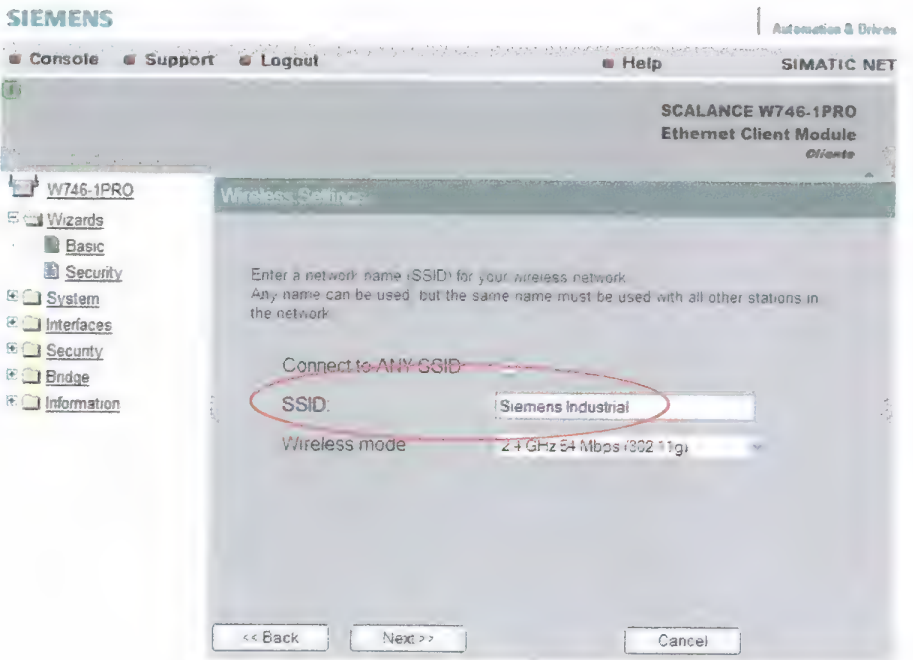 SIEMENS
Automation & Drives
Console Support Logout Help SIMATIC NET
SCALANCE W746-1PRO
Ethernet Client Module
Cliente
W746-1PRO
Wizards
Basic
Security
System
Interfaces
Security
Bridge
Information
Wireless Settings
Enter a network name (SSID) for your wireless network.
Any name can be used, but the same name must be used with all other stations in
the network.
Connect to ANY SSID
SSID:
Siemens Industrial
Wireless mode
2.4 GHz 54 Mbps (802.11g)
<< Back
Next >>
Cancel